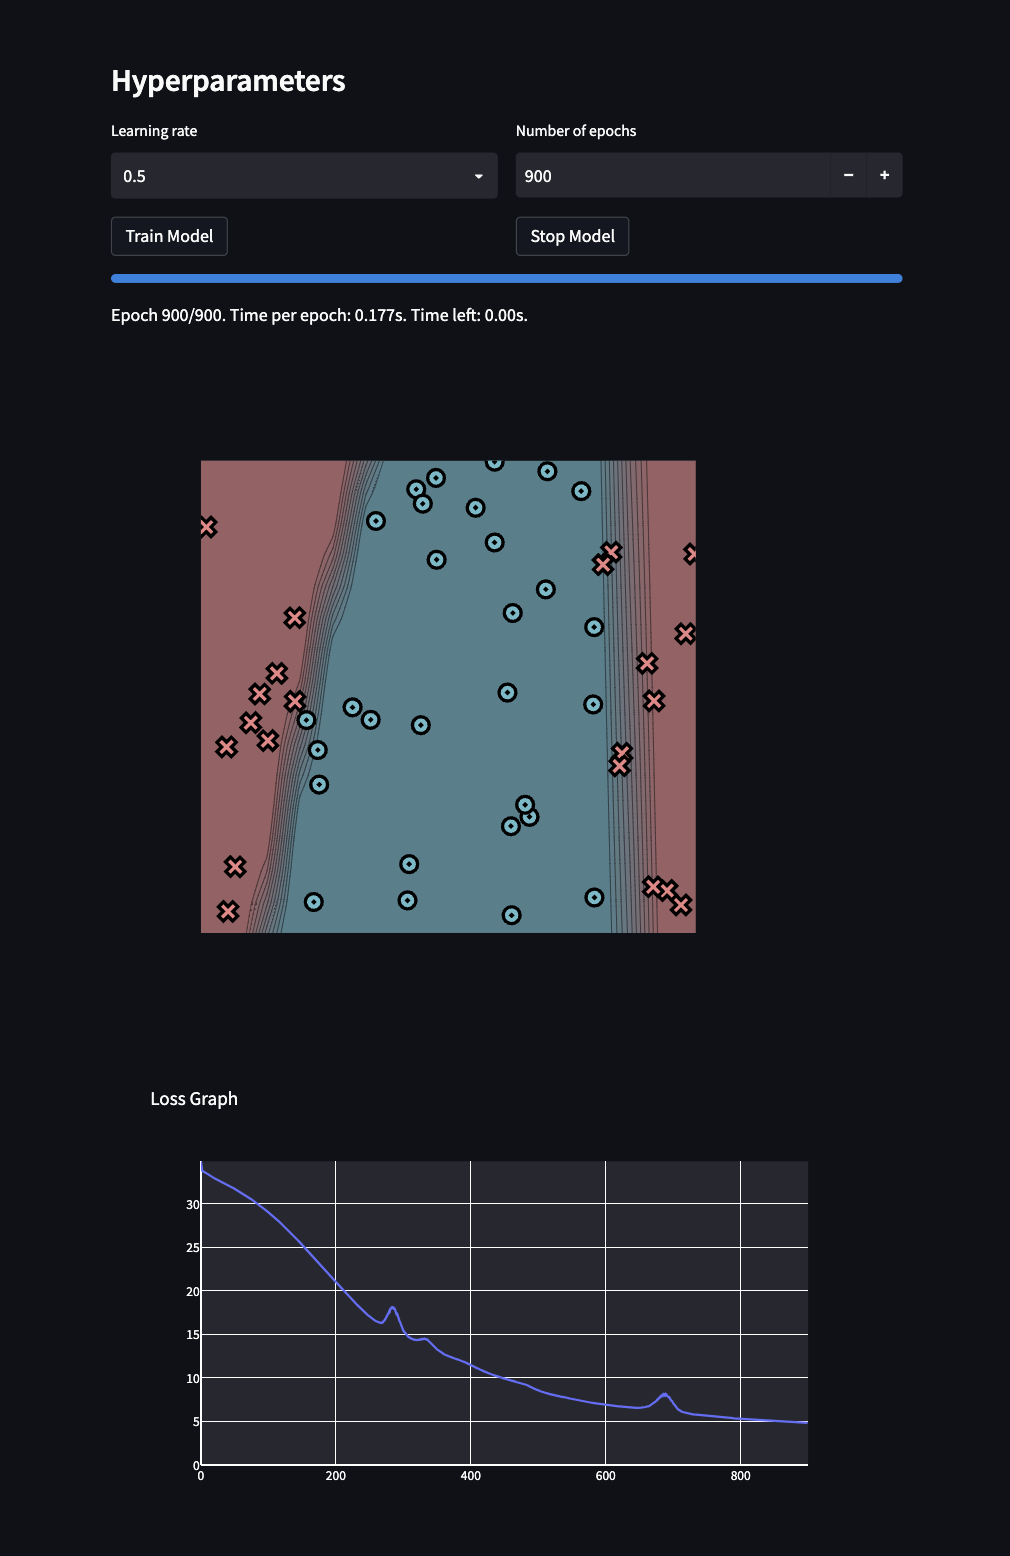 Hyperparameters
Learning rate
Number of epochs
0.5
900
−
+
Train Model
Stop Model
Epoch 900/900. Time per epoch: 0.177s. Time left: 0.00s.
Loss Graph
30
25
20
15
10
5
0
0 200 400 600 800